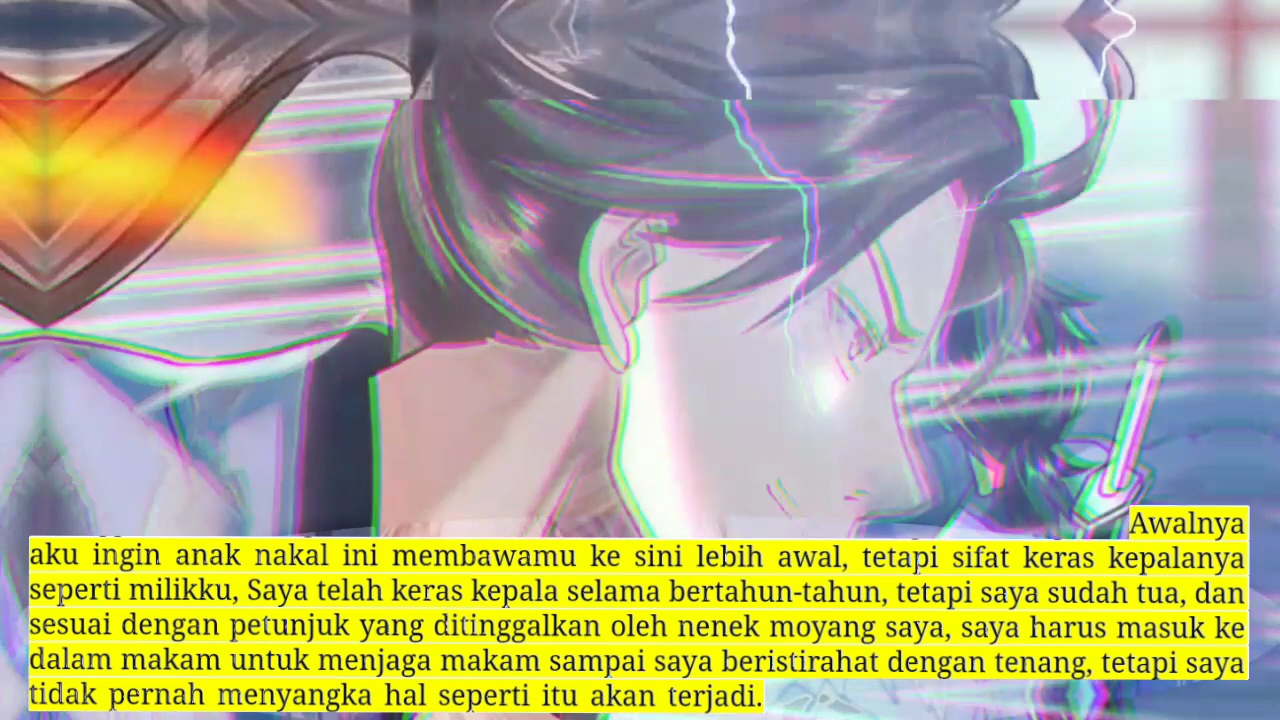 Awalnya
aku ingin anak nakal ini membawamu ke sini lebih awal, tetapi sifat keras kepalanya
seperti milikku, Saya telah keras kepala selama bertahun-tahun, tetapi saya sudah tua, dan
sesuai dengan petunjuk yang ditinggalkan oleh nenek moyang saya, saya harus masuk ke
dalam makam untuk menjaga makam sampai saya beristirahat dengan tenang, tetapi saya
tidak pernah menyangka hal seperti itu akan terjadi.